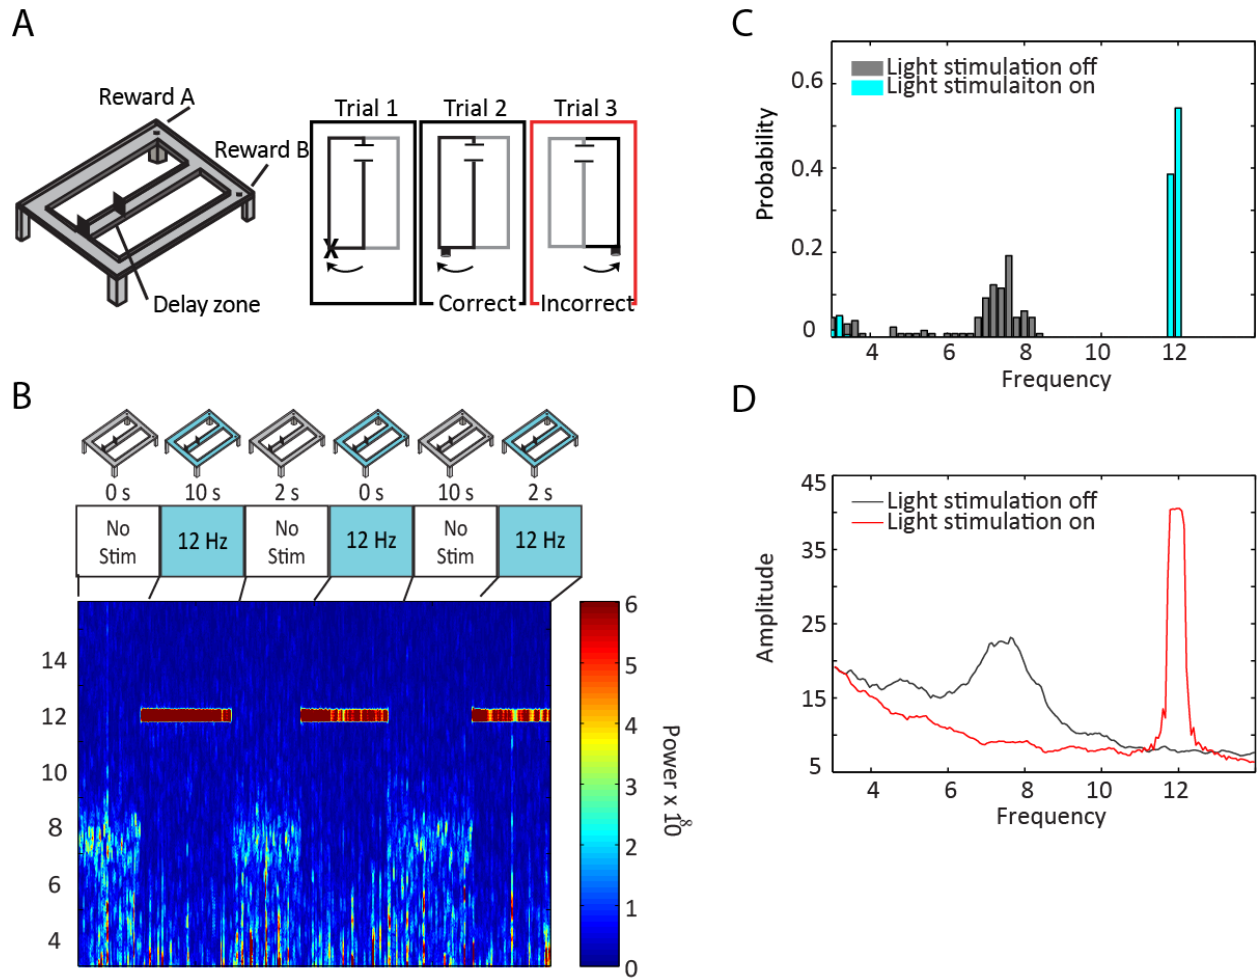 A
Reward A
Reward B
Delay zone
Trial 1
Trial 2
Trial 3
X
Correct
Incorrect
B
0 s
10 s
2 s
0 s
10 s
2 s
No
Stim
12 Hz
No
Stim
12 Hz
No
Stim
12 Hz
14
12
10
8
6
4
6
5
4
3
2
1
0
Power x 10
8
C
Light stimulation off
Light stimulaiton on
0.6
0.4
0.2
0
Probability
4
6
8
10
12
Frequency
D
Light stimulation off
Light stimulation on
45
35
25
15
5
Amplitude
4
6
8
10
12
Frequency